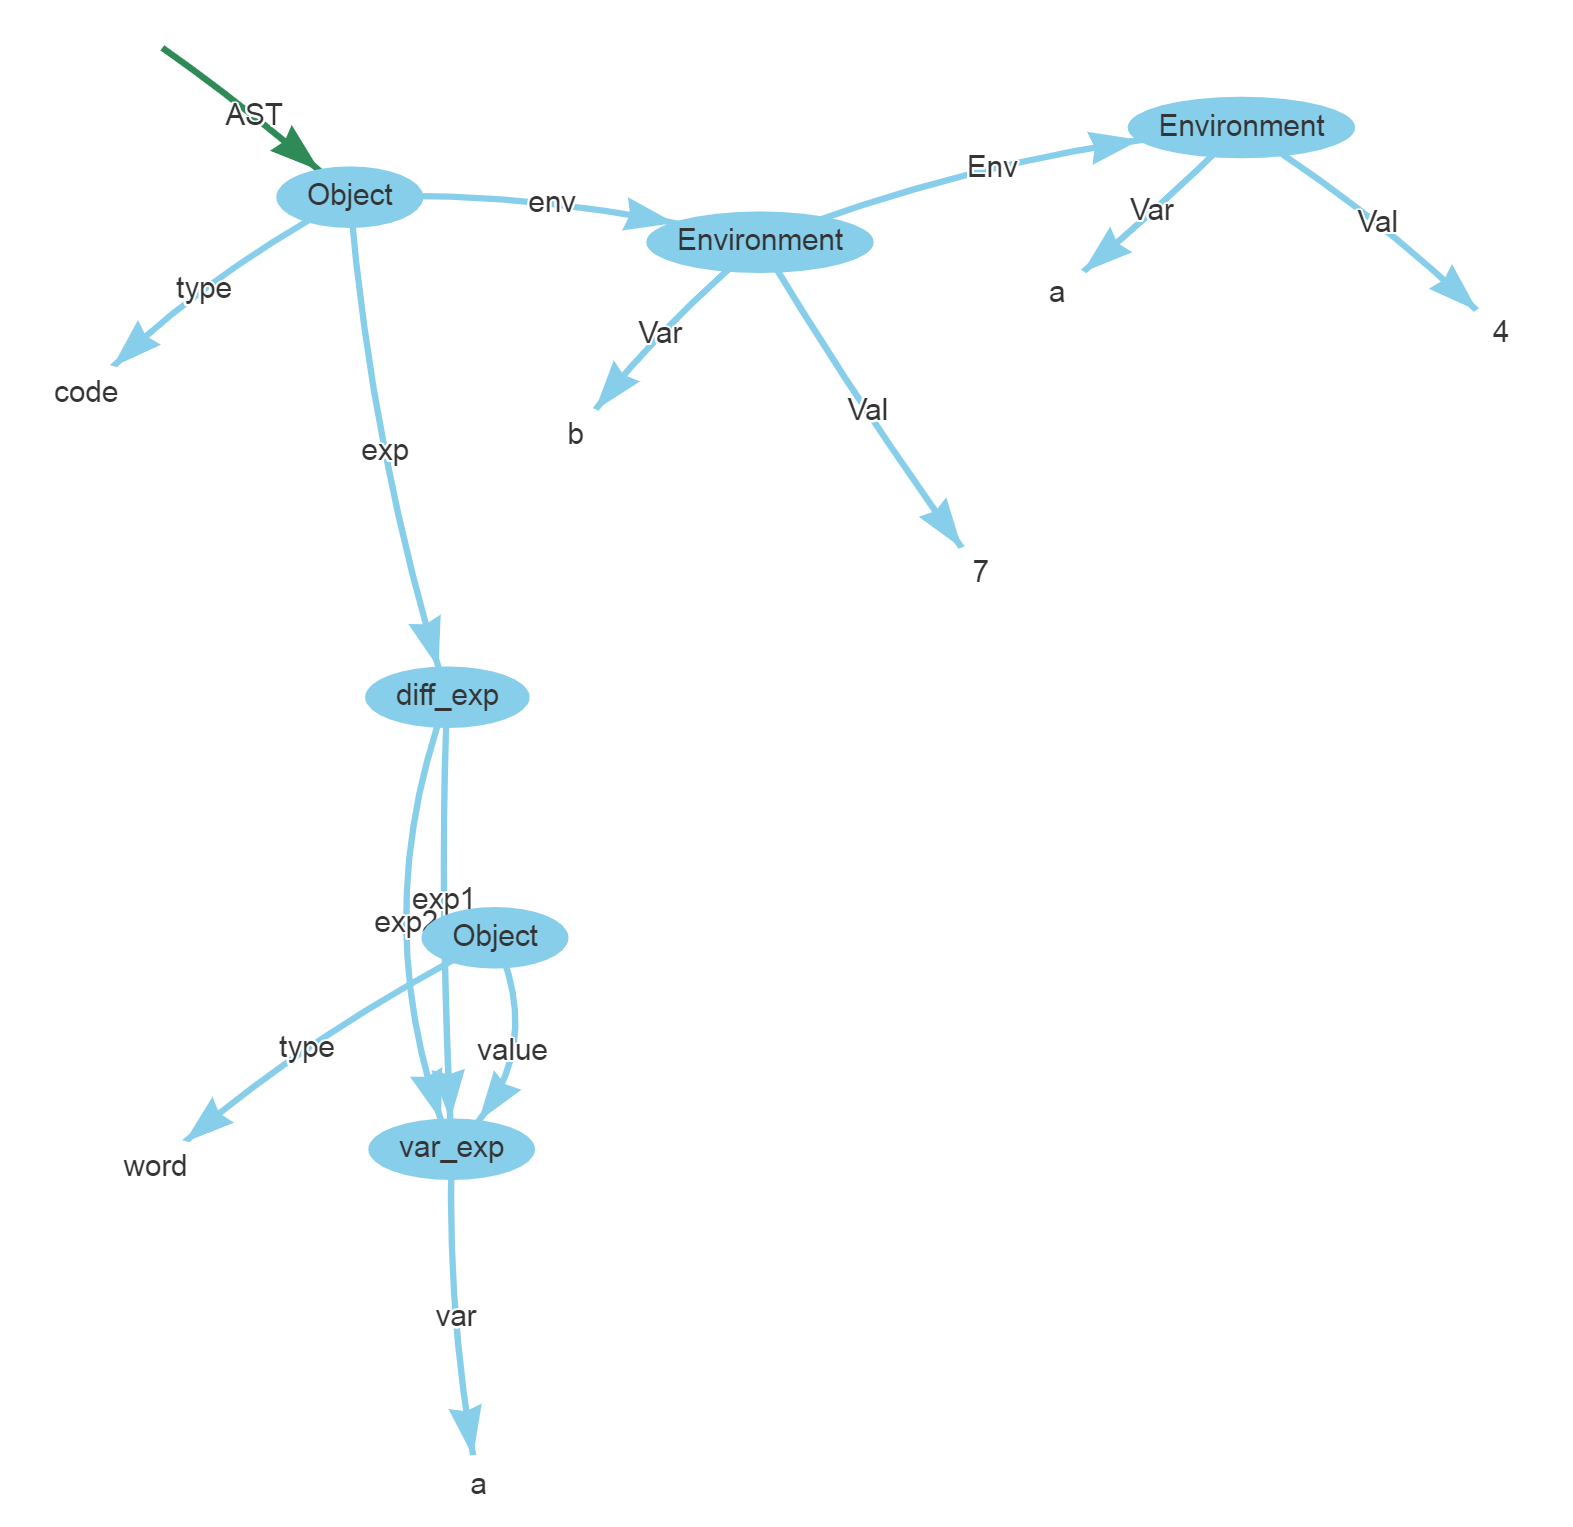 AST
Object
env
Environment
Env
Environment
Var
Val
a
4
type
code
exp
Var
Val
b
7
diff_exp
exp1
exp2
Object
type
value
word
var_exp
var
a